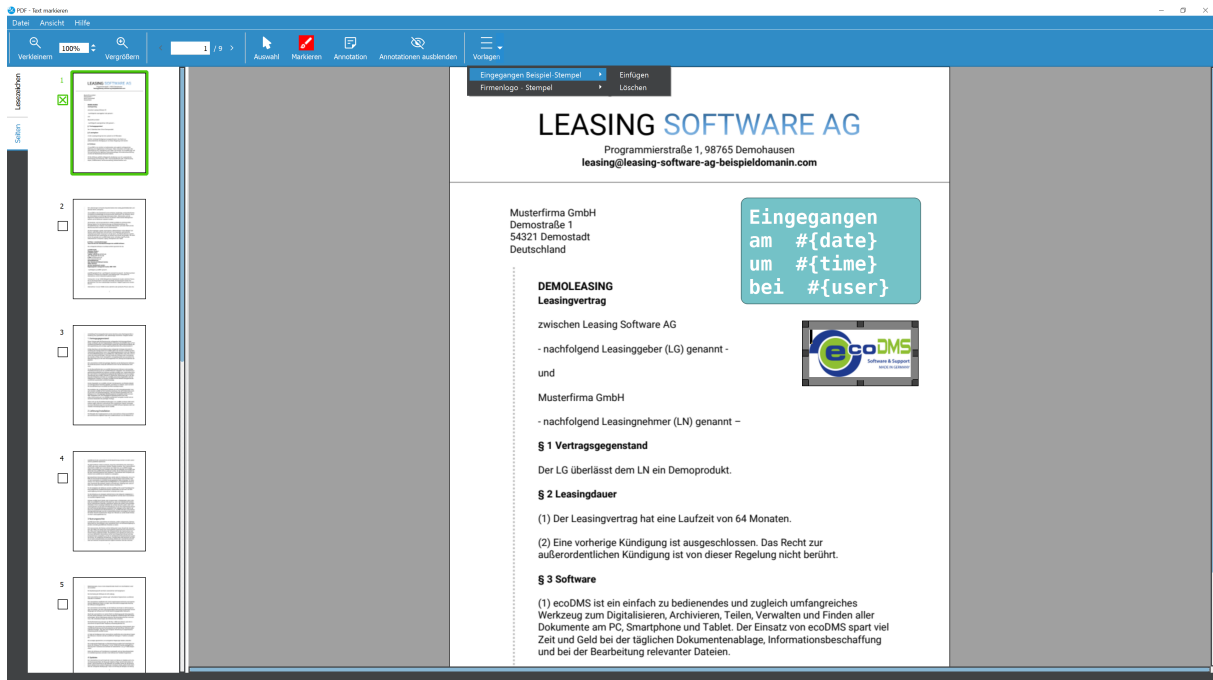 PDF - Text markieren
Datei Ansicht Hilfe
Verkleinern
100%
Vergrößern
1 / 9
Auswahl
Markieren
Annotation
Annotationen ausblenden
Vorlagen
Eingegangen Beispiel-Stempel
Einfügen
Firmenlogo - Stempel
Löschen
Lesezeichen
Seiten
1
2
3
4
5
LEASING SOFTWARE AG
Programmierstraße 1, 98765 Demohausen
leasing@leasing-software-ag-beispieldomanin.com
Musterfirma GmbH
Demostraße 1
54321 Demostadt
Deutschland
Eingegangen
am #{date}
um #{time}
bei #{user}
ecoDMS
Software & Support
MADE IN GERMANY
DEMOLEASING
Leasingvertrag
zwischen Leasing Software AG
- nachfolgend Leasinggeber (LG) genannt -
und
Musterfirma GmbH
- nachfolgend Leasingnehmer (LN) genannt –
§ 1 Vertragsgegenstand
Der LG überlässt dem LN ein Demoprodukt.
§ 2 Leasingdauer
(1) Der Leasingvertrag hat eine Laufzeit von 64 Monaten.
(2) Eine vorherige Kündigung ist ausgeschlossen. Das Recht zur
außerordentlichen Kündigung ist von dieser Regelung nicht berührt.
§ 3 Software
(1) ecoDMS ist ein einfach zu bedienendes und zugleich umfangreiches
Werkzeug zum Digitalisieren, Archivieren, Teilen, Verwalten und Finden aller
Dokumente am PC, Smartphone und Tablet. Der Einsatz von ecoDMS spart viel
Zeit und Geld bei der täglichen Dokumentenablage, Informationsbeschaffung
und bei der Bearbeitung relevanter Dateien.